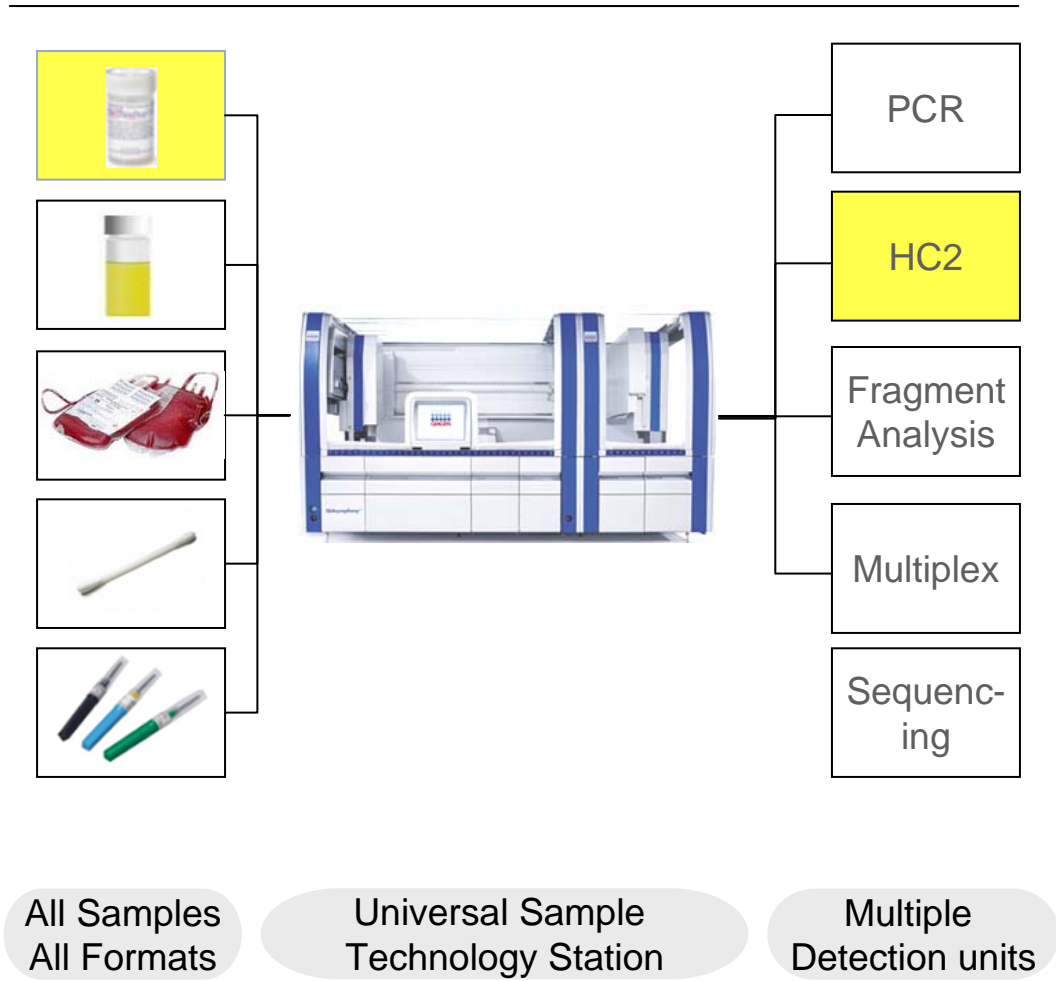 PCR
HC2
Fragment
Analysis
Multiplex
Sequenc-
ing
All Samples
All Formats
Universal Sample
Technology Station
Multiple
Detection units